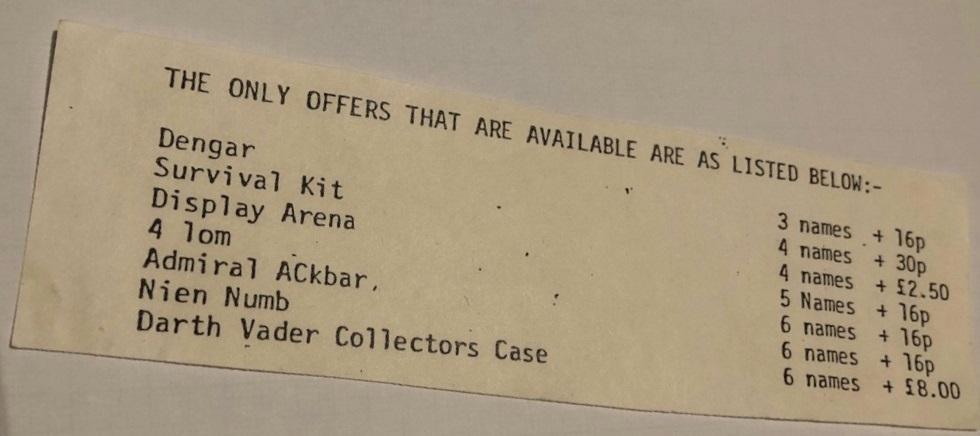 THE ONLY OFFERS THAT ARE AVAILABLE ARE AS LISTED BELOW:-
Dengar 3 names + 16p
Survival Kit 4 names + 30p
Display Arena 4 names + £2.50
4 lom 5 Names + 16p
Admiral ACkbar, 6 names + 16p
Nien Numb 6 names + 16p
Darth Vader Collectors Case 6 names + £8.00